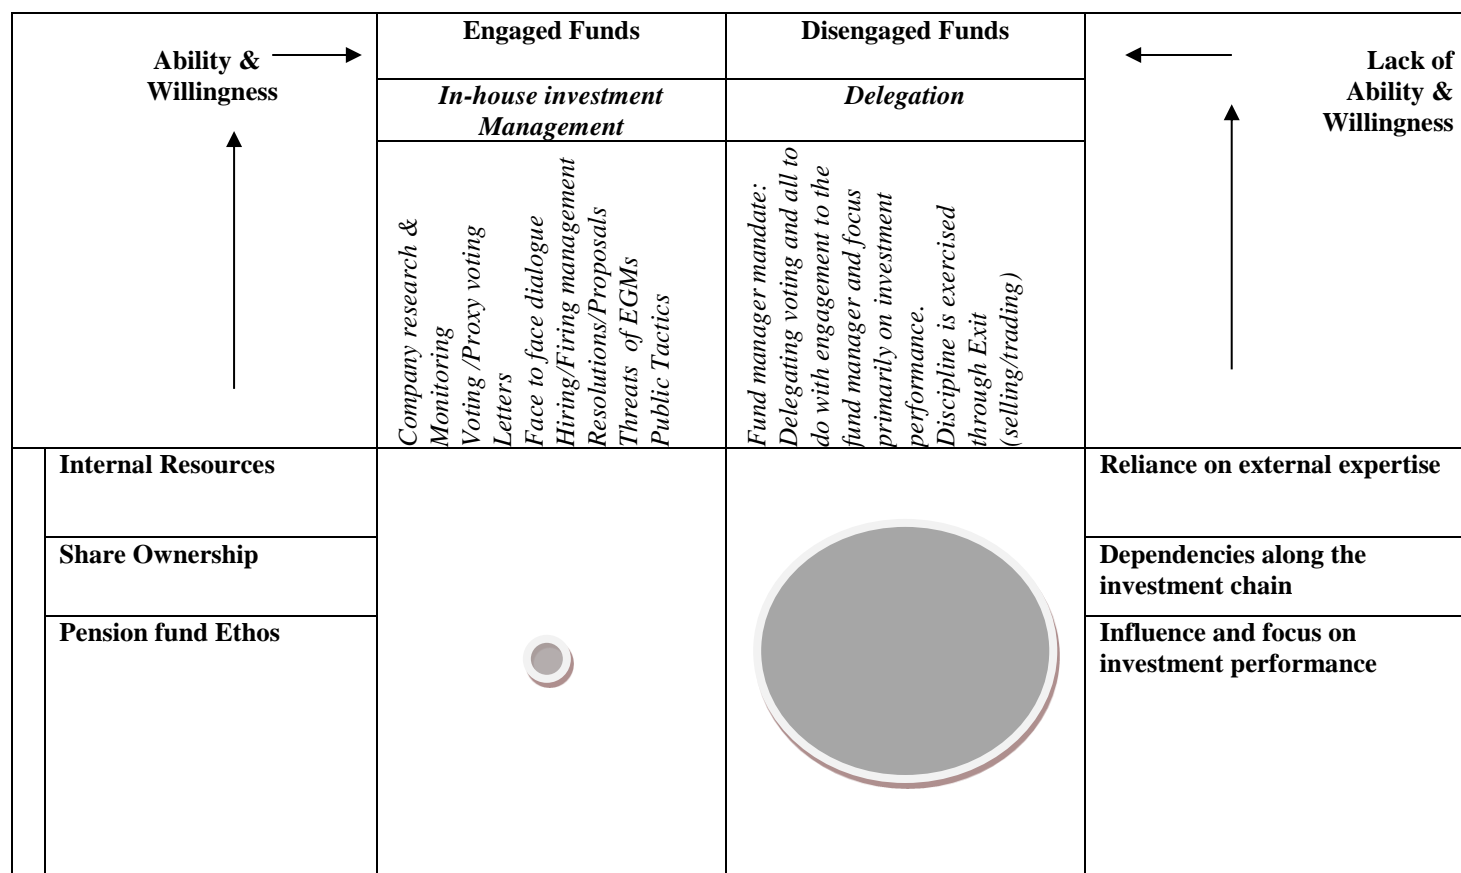 Ability &
Willingness
Engaged Funds
Disengaged Funds
Lack of
Ability &
Willingness
In-house investment
Management
Delegation
Company research &
Monitoring
Voting /Proxy voting
Letters
Face to face dialogue
Hiring/Firing management
Resolutions/Proposals
Threats of EGMs
Public Tactics
Fund manager mandate:
Delegating voting and all to
do with engagement to the
fund manager and focus
primarily on investment
performance.
Discipline is exercised
through Exit
(selling/trading)
Internal Resources
Reliance on external expertise
Share Ownership
Dependencies along the
investment chain
Pension fund Ethos
Influence and focus on
investment performance